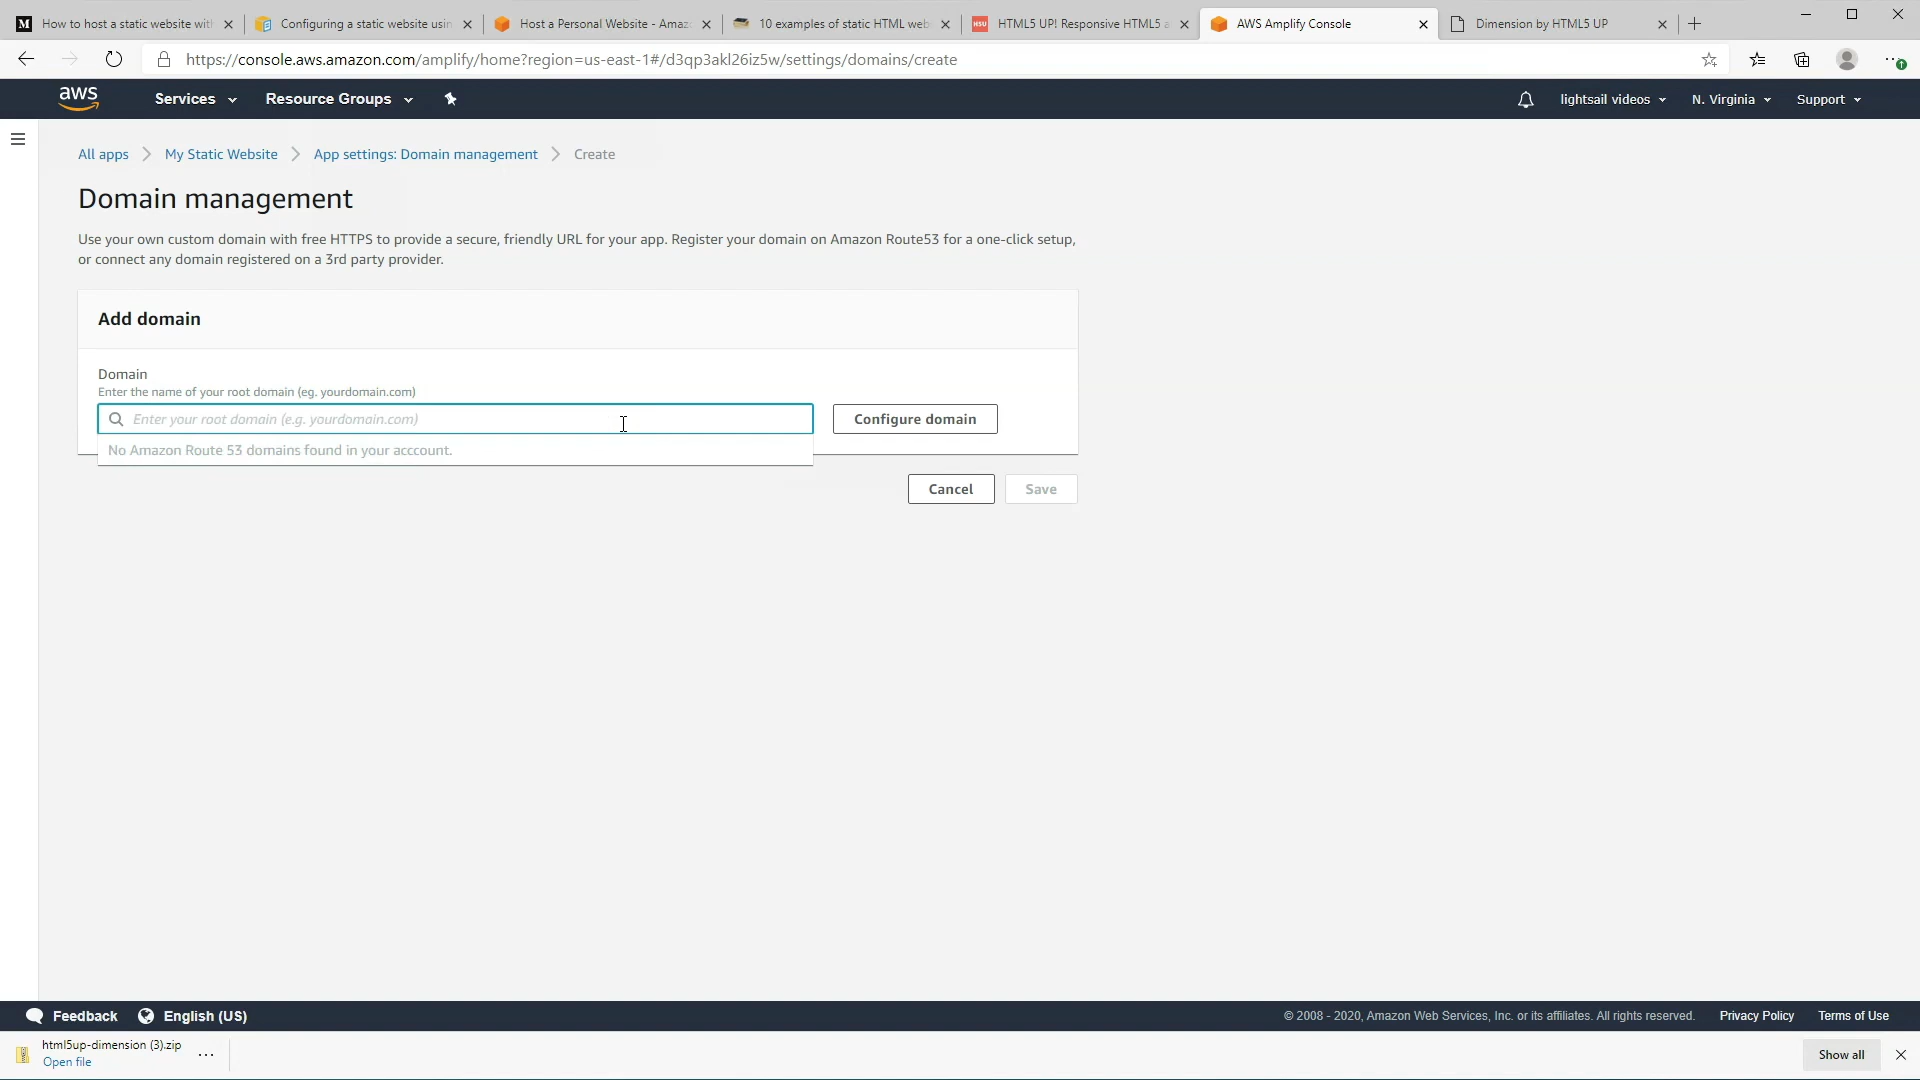 How to host a static website wit
Configuring a static website usin
Host a Personal Website - Amaz
10 examples of static HTML web
HTML5 UP! Responsive HTML5 a
AWS Amplify Console
Dimension by HTML5 UP
https://console.aws.amazon.com/amplify/home?region=us-east-1#/d3qp3akl26iz5w/settings/domains/create
aws
Services
Resource Groups
lightsail videos
N. Virginia
Support
All apps
My Static Website
App settings: Domain management
Create
Domain management
Use your own custom domain with free HTTPS to provide a secure, friendly URL for your app. Register your domain on Amazon Route53 for a one-click setup,
or connect any domain registered on a 3rd party provider.
Add domain
Domain
Enter the name of your root domain (eg. yourdomain.com)
Enter your root domain (e.g. yourdomain.com)
Configure domain
No Amazon Route 53 domains found in your acccount.
Cancel
Save
Feedback
English (US)
© 2008 - 2020, Amazon Web Services, Inc. or its affiliates. All rights reserved.
Privacy Policy
Terms of Use
html5up-dimension (3).zip
Open file
Show all